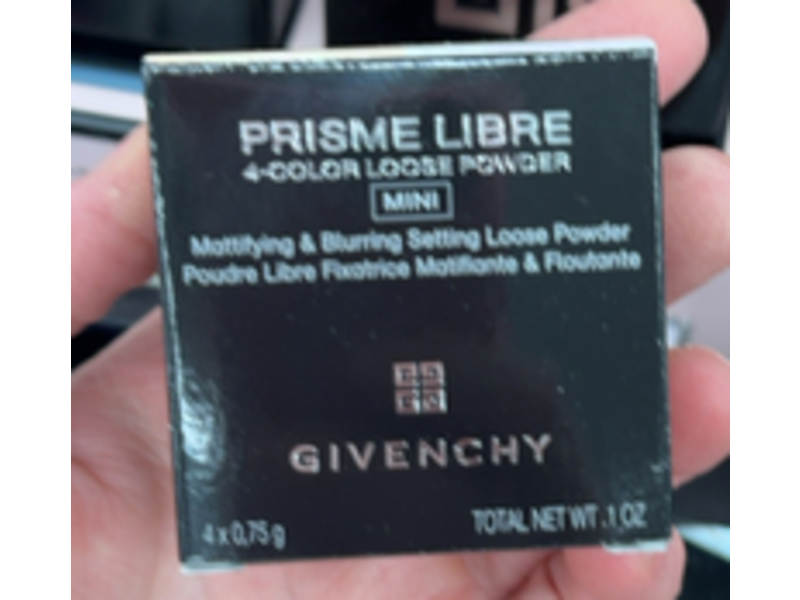 PRISME LIBRE
4-COLOR LOOSE POWDER
MINI
Mattifying & Blurring Setting Loose Powder
Poudre Libre Fixatrice Matifiante & Floutante
GIVENCHY
4 x 0,75 g
TOTAL NET WT .1 OZ